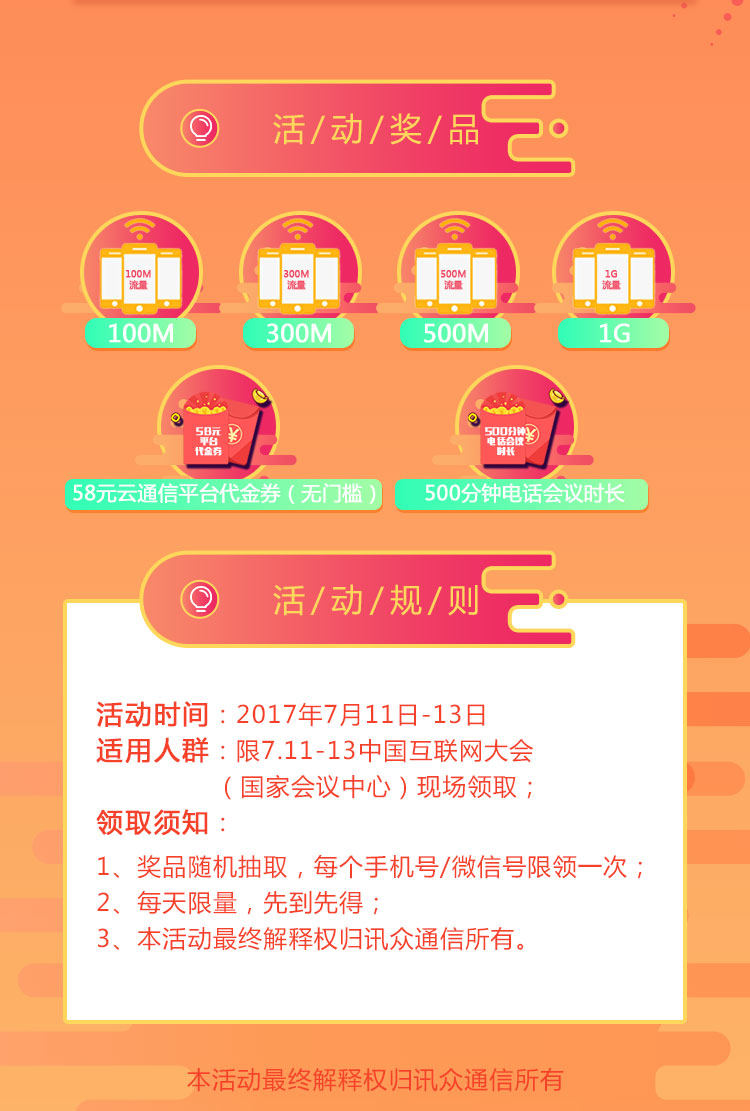 活/动/奖/品
100M
流量
300M
流量
500M
流量
1G
流量
100M
300M
500M
1G
58元
平台
代金券
500分钟
电话会议
时长
58元云通信平台代金券（无门槛）
500分钟电话会议时长
活/动/规/则
活动时间：2017年7月11日-13日
适用人群：限7.11-13中国互联网大会
（国家会议中心）现场领取；
领取须知：
1、奖品随机抽取，每个手机号/微信号限领一次；
2、每天限量，先到先得；
3、本活动最终解释权归讯众通信所有。
本活动最终解释权归讯众通信所有